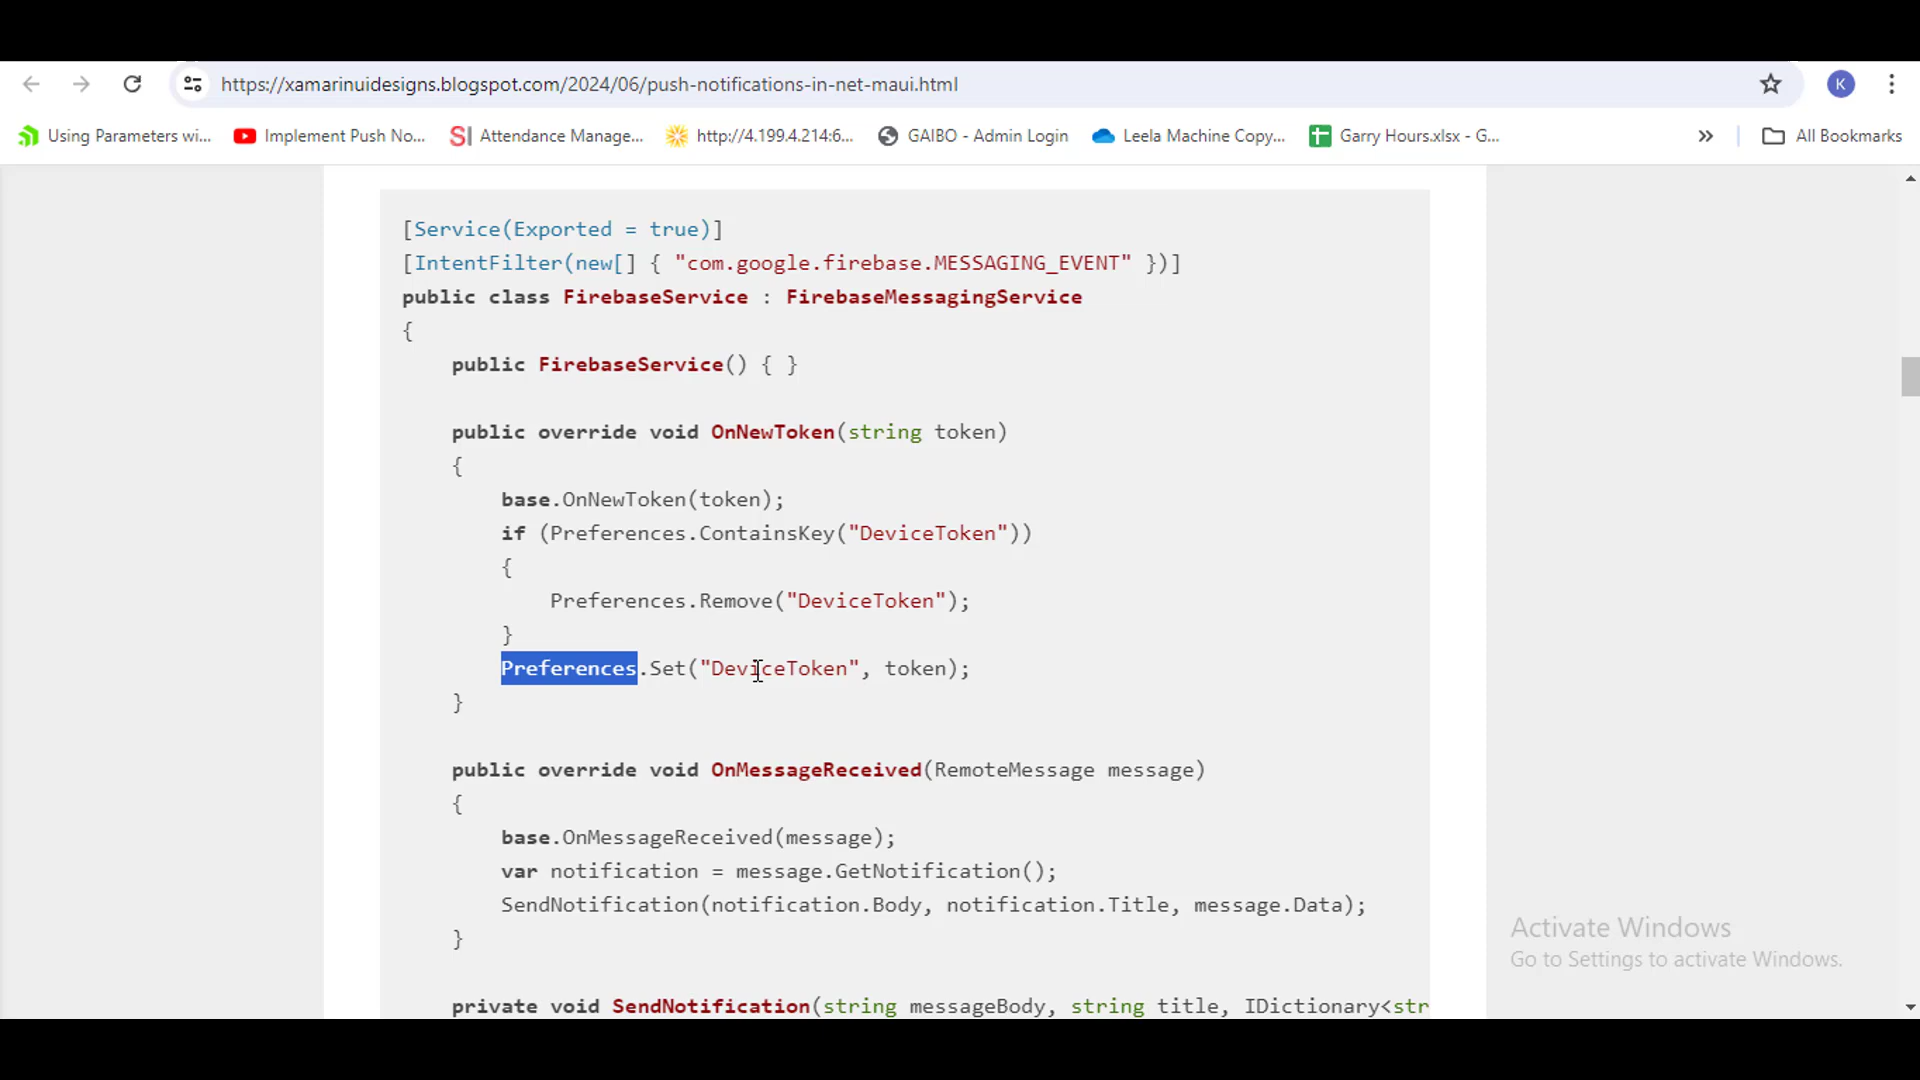 https://xamarinuidesigns.blogspot.com/2024/06/push-notifications-in-net-maui.html
K
Using Parameters wi... Implement Push No... Attendance Manage... http://4.199.4.214:6... GAIBO - Admin Login Leela Machine Copy... Garry Hours.xlsx - G... » All Bookmarks
[Service(Exported = true)]
[IntentFilter(new[] { "com.google.firebase.MESSAGING_EVENT" })]
public class FirebaseService : FirebaseMessagingService
{
public FirebaseService() { }
public override void OnNewToken(string token)
{
base.OnNewToken(token);
if (Preferences.ContainsKey("DeviceToken"))
{
Preferences.Remove("DeviceToken");
}
Preferences.Set("DeviceToken", token);
}
public override void OnMessageReceived(RemoteMessage message)
{
base.OnMessageReceived(message);
var notification = message.GetNotification();
SendNotification(notification.Body, notification.Title, message.Data);
}
private void SendNotification(string messageBody, string title, IDictionary<str
Activate Windows
Go to Settings to activate Windows.